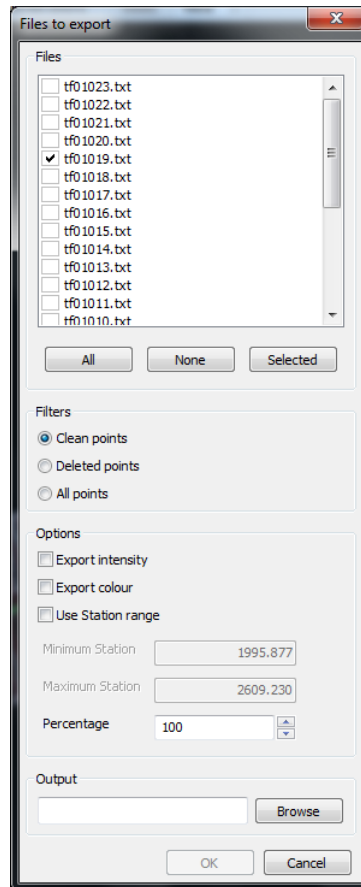 Files to export
Files
tf01023.txt
tf01022.txt
tf01021.txt
tf01020.txt
tf01019.txt
tf01018.txt
tf01017.txt
tf01016.txt
tf01015.txt
tf01014.txt
tf01013.txt
tf01012.txt
tf01011.txt
tf01010.txt
All None Selected
Filters
Clean points
Deleted points
All points
Options
Export intensity
Export colour
Use Station range
Minimum Station 1995.877
Maximum Station 2609.230
Percentage 100
Output
Browse
OK Cancel